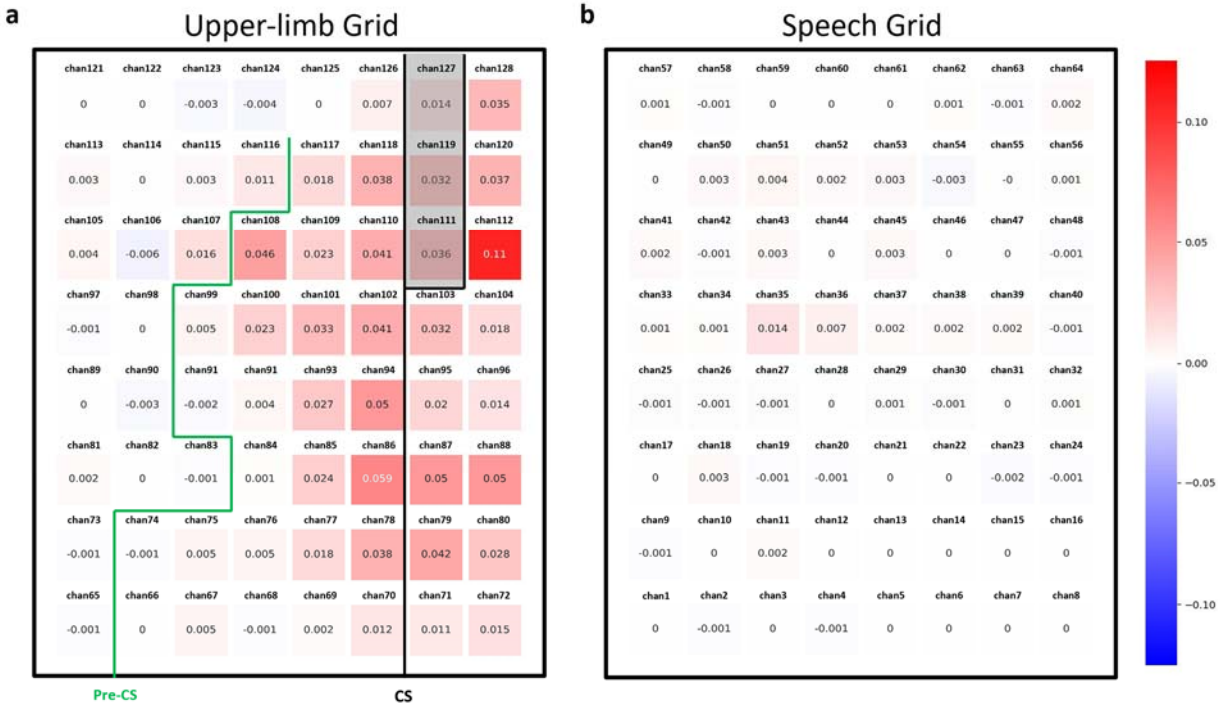 a
Upper-limb Grid
chan121 chan122 chan123 chan124 chan125 chan126 chan127 chan128
0 0 -0.003 -0.004 0 0.007 0.014 0.035
chan113 chan114 chan115 chan116 chan117 chan118 chan119 chan120
0.003 0 0.003 0.011 0.018 0.038 0.032 0.037
chan105 chan106 chan107 chan108 chan109 chan110 chan111 chan112
0.004 -0.006 0.016 0.046 0.023 0.041 0.036 0.11
chan97 chan98 chan99 chan100 chan101 chan102 chan103 chan104
-0.001 0 0.005 0.023 0.033 0.041 0.032 0.018
chan89 chan90 chan91 chan91 chan93 chan94 chan95 chan96
0 -0.003 -0.002 0.004 0.027 0.05 0.02 0.014
chan81 chan82 chan83 chan84 chan85 chan86 chan87 chan88
0.002 0 -0.001 0.001 0.024 0.059 0.05 0.05
chan73 chan74 chan75 chan76 chan77 chan78 chan79 chan80
-0.001 -0.001 0.005 0.005 0.018 0.038 0.042 0.028
chan65 chan66 chan67 chan68 chan69 chan70 chan71 chan72
-0.001 0 0.005 -0.001 0.002 0.012 0.011 0.015
Pre-CS CS
b
Speech Grid
chan57 chan58 chan59 chan60 chan61 chan62 chan63 chan64
0.001 -0.001 0 0 0 0.001 -0.001 0.002
chan49 chan50 chan51 chan52 chan53 chan54 chan55 chan56
0 0.003 0.004 0.002 0.003 -0.003 -0 0.001
chan41 chan42 chan43 chan44 chan45 chan46 chan47 chan48
0.002 -0.001 0.003 0 0.003 0 0 -0.001
chan33 chan34 chan35 chan36 chan37 chan38 chan39 chan40
0.001 0.001 0.014 0.007 0.002 0.002 0.002 -0.001
chan25 chan26 chan27 chan28 chan29 chan30 chan31 chan32
-0.001 -0.001 -0.001 0 0.001 -0.001 0 0.001
chan17 chan18 chan19 chan20 chan21 chan22 chan23 chan24
0 0.003 -0.001 -0.001 0 0 -0.002 -0.001
chan9 chan10 chan11 chan12 chan13 chan14 chan15 chan16
-0.001 0 0.002 0 0 0 0 0
chan1 chan2 chan3 chan4 chan5 chan6 chan7 chan8
0 -0.001 0 -0.001 0 0 0 0
0.10
0.05
0.00
-0.05
-0.10